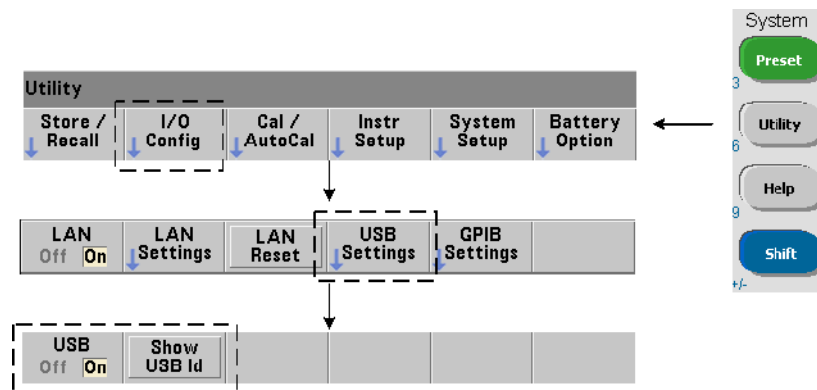 System
Preset
3
Utility
6
Help
9
Shift
+/-
Utility
Store /
Recall
I/O
Config
Cal /
AutoCal
Instr
Setup
System
Setup
Battery
Option
LAN
Off On
LAN
Settings
LAN
Reset
USB
Settings
GPIB
Settings
USB
Off On
Show
USB Id